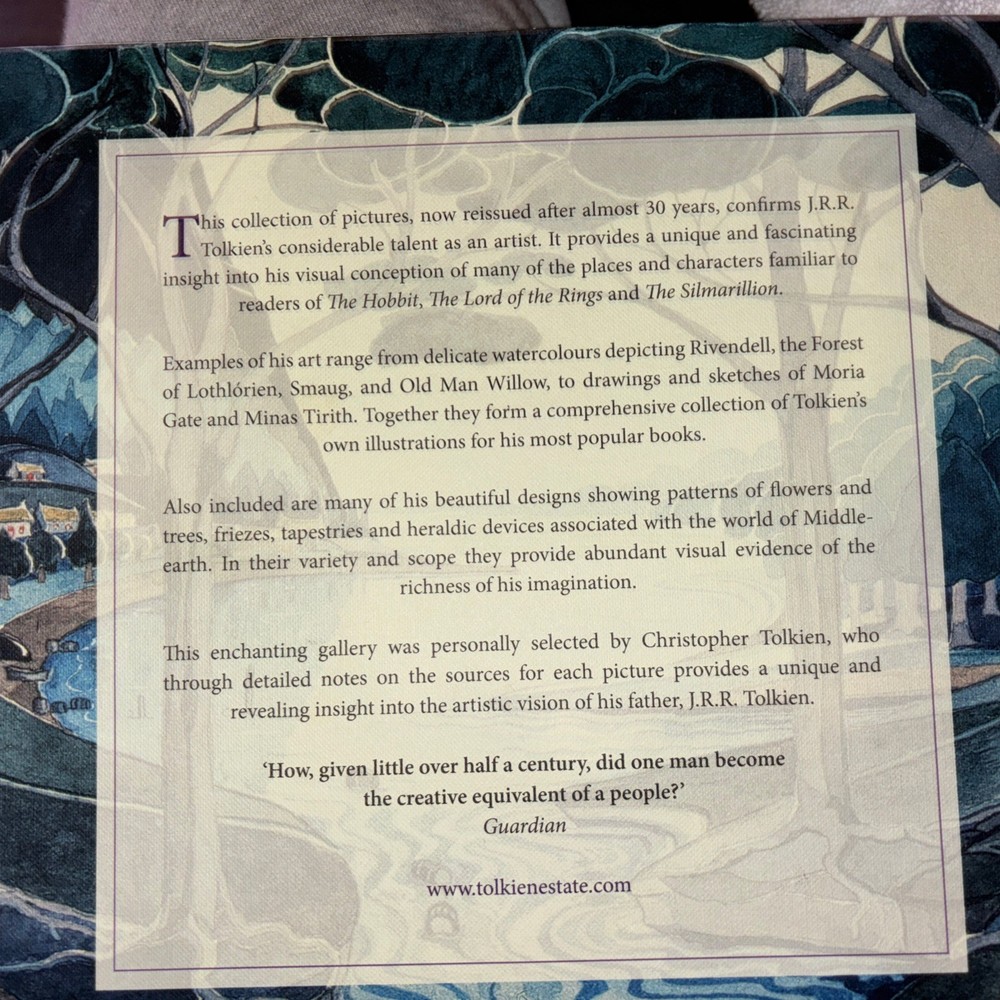 This collection of pictures, now reissued after almost 30 years, confirms J.R.R.
Tolkien’s considerable talent as an artist. It provides a unique and fascinating
insight into his visual conception of many of the places and characters familiar to
readers of The Hobbit, The Lord of the Rings and The Silmarillion.
Examples of his art range from delicate watercolours depicting Rivendell, the Forest
of Lothlórien, Smaug, and Old Man Willow, to drawings and sketches of Moria
Gate and Minas Tirith. Together they form a comprehensive collection of Tolkien’s
own illustrations for his most popular books.
Also included are many of his beautiful designs showing patterns of flowers and
trees, friezes, tapestries and heraldic devices associated with the world of Middle-
earth. In their variety and scope they provide abundant visual evidence of the
richness of his imagination.
This enchanting gallery was personally selected by Christopher Tolkien, who
through detailed notes on the sources for each picture provides a unique and
revealing insight into the artistic vision of his father, J.R.R. Tolkien.
‘How, given little over half a century, did one man become
the creative equivalent of a people?’
Guardian
www.tolkienestate.com